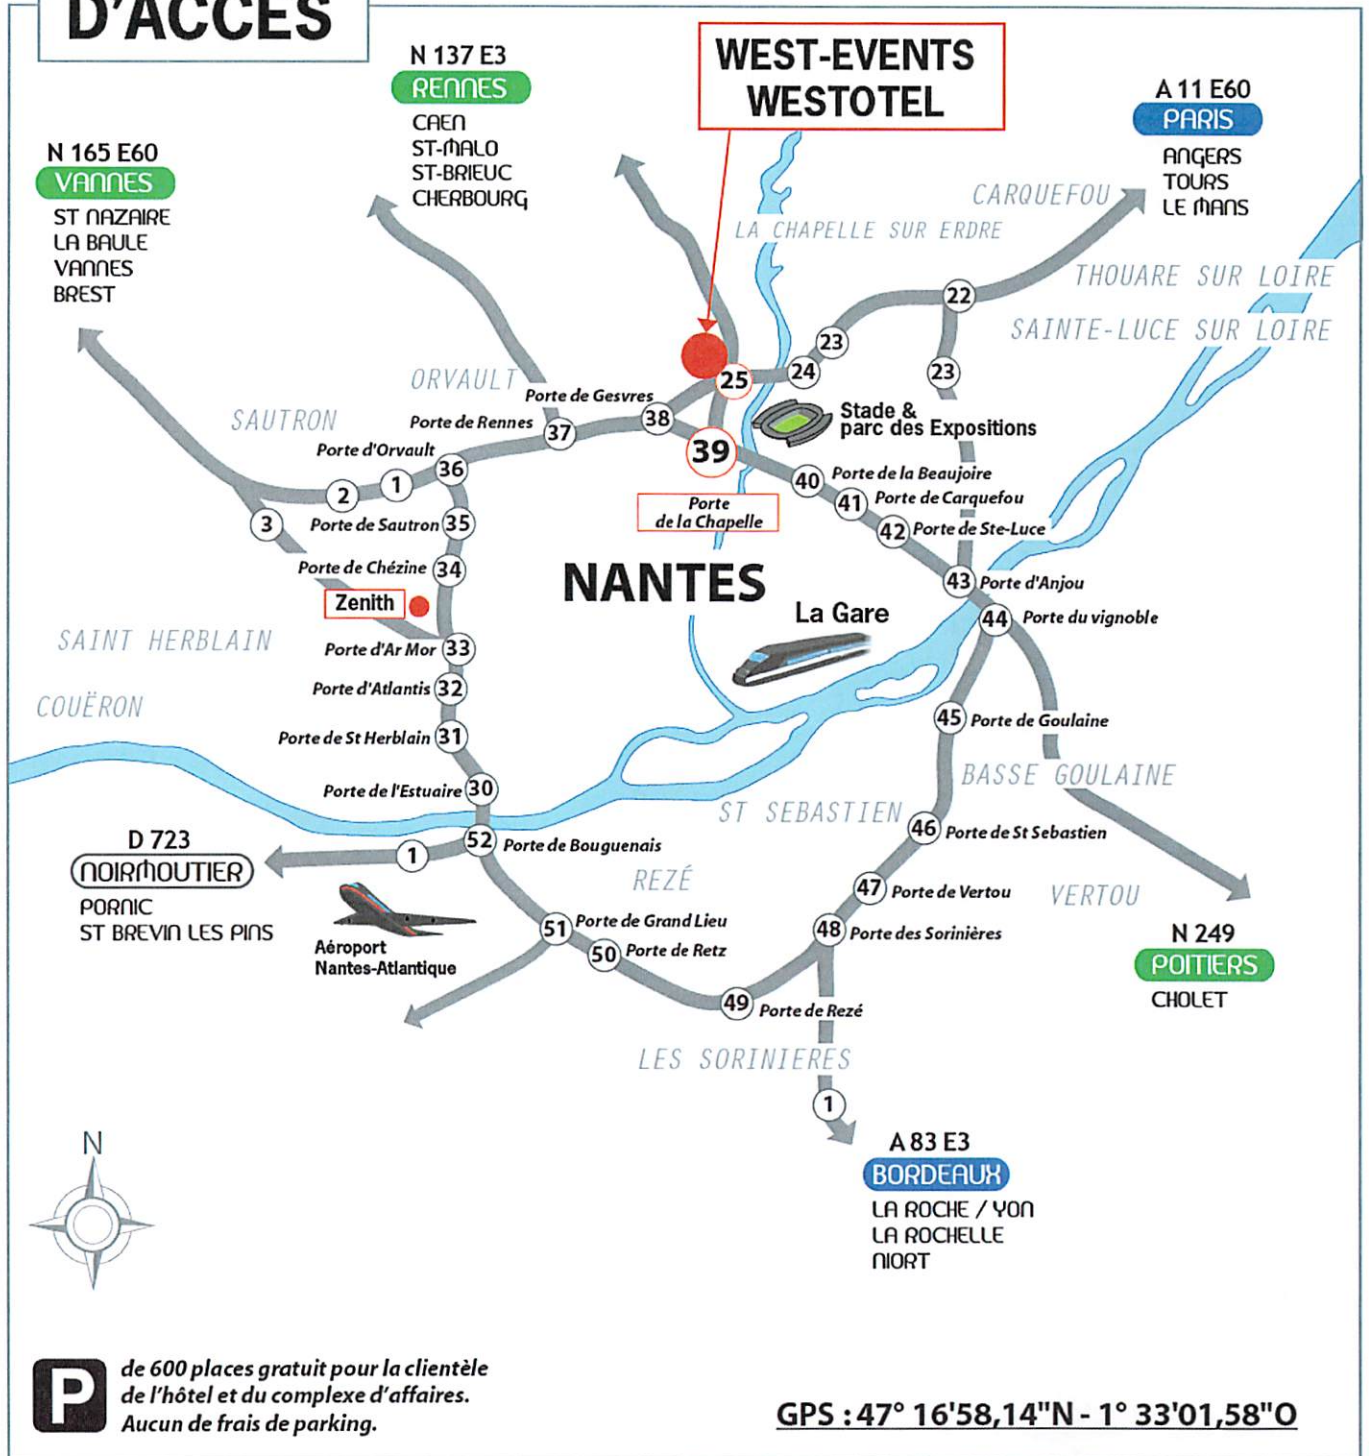 D'ACCÈS
N 137 E3
RENNES
CAEN
ST-MALO
ST-BRIEUC
CHERBOURG
WEST-EVENTS
WESTOTEL
A 11 E60
PARIS
ANGERS
TOURS
LE MANS
N 165 E60
VANNES
ST NAZAIRE
LA BAULE
VANNES
BREST
CARQUEFOU
LA CHAPELLE SUR ERDRE
THOUARE SUR LOIRE
SAINTE-LUCE SUR LOIRE
22
23
24
23
25
ORVAULT
SAUTRON
Porte de Gesvres
38
Porte de Rennes
37
Porte d'Orvault
36
1
2
3
39
Porte
de la Chapelle
Stade &
parc des Expositions
40 Porte de la Beaujoire
41 Porte de Carquefou
42 Porte de Ste-Luce
43 Porte d'Anjou
44 Porte du vignoble
Porte de Sautron 35
Porte de Chézine 34
Zenith
NANTES
La Gare
SAINT HERBLAIN
Porte d'Ar Mor 33
Porte d'Atlantis 32
COUËRON
Porte de St Herblain 31
Porte de l'Estuaire 30
45 Porte de Goulaine
BASSE GOULAINE
ST SEBASTIEN
46 Porte de St Sebastien
D 723
NOIRMOUTIER
PORNIC
ST BREVIN LES PINS
1
52 Porte de Bouguenais
REZÉ
47 Porte de Vertou
VERTOU
Aéroport
Nantes-Atlantique
51 Porte de Grand Lieu
50 Porte de Retz
48 Porte des Sorinières
49 Porte de Rezé
N 249
POITIERS
CHOLET
LES SORINIERES
1
A 83 E3
BORDEAUX
LA ROCHE / YON
LA ROCHELLE
NIORT
N
P
de 600 places gratuit pour la clientèle
de l'hôtel et du complexe d'affaires.
Aucun de frais de parking.
GPS : 47° 16'58,14"N - 1° 33'01,58"O